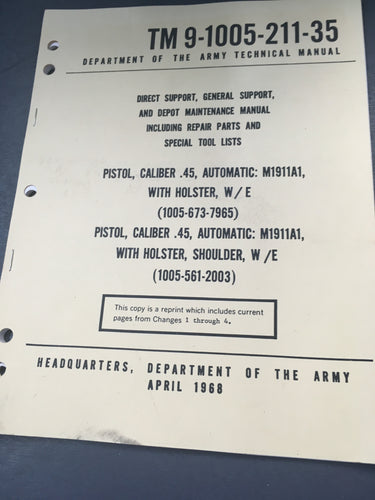 TM 9-1005-211-35
DEPARTMENT OF THE ARMY TECHNICAL MANUAL
DIRECT SUPPORT, GENERAL SUPPORT,
AND DEPOT MAINTENANCE MANUAL
INCLUDING REPAIR PARTS AND
SPECIAL TOOL LISTS
PISTOL, CALIBER .45, AUTOMATIC: M1911A1,
WITH HOLSTER, W/E
(1005-673-7965)
PISTOL, CALIBER .45, AUTOMATIC: M1911A1,
WITH HOLSTER, SHOULDER, W/E
(1005-561-2003)
This copy is a reprint which includes current
pages from Changes 1 through 4.
HEADQUARTERS, DEPARTMENT OF THE ARMY
APRIL 1968